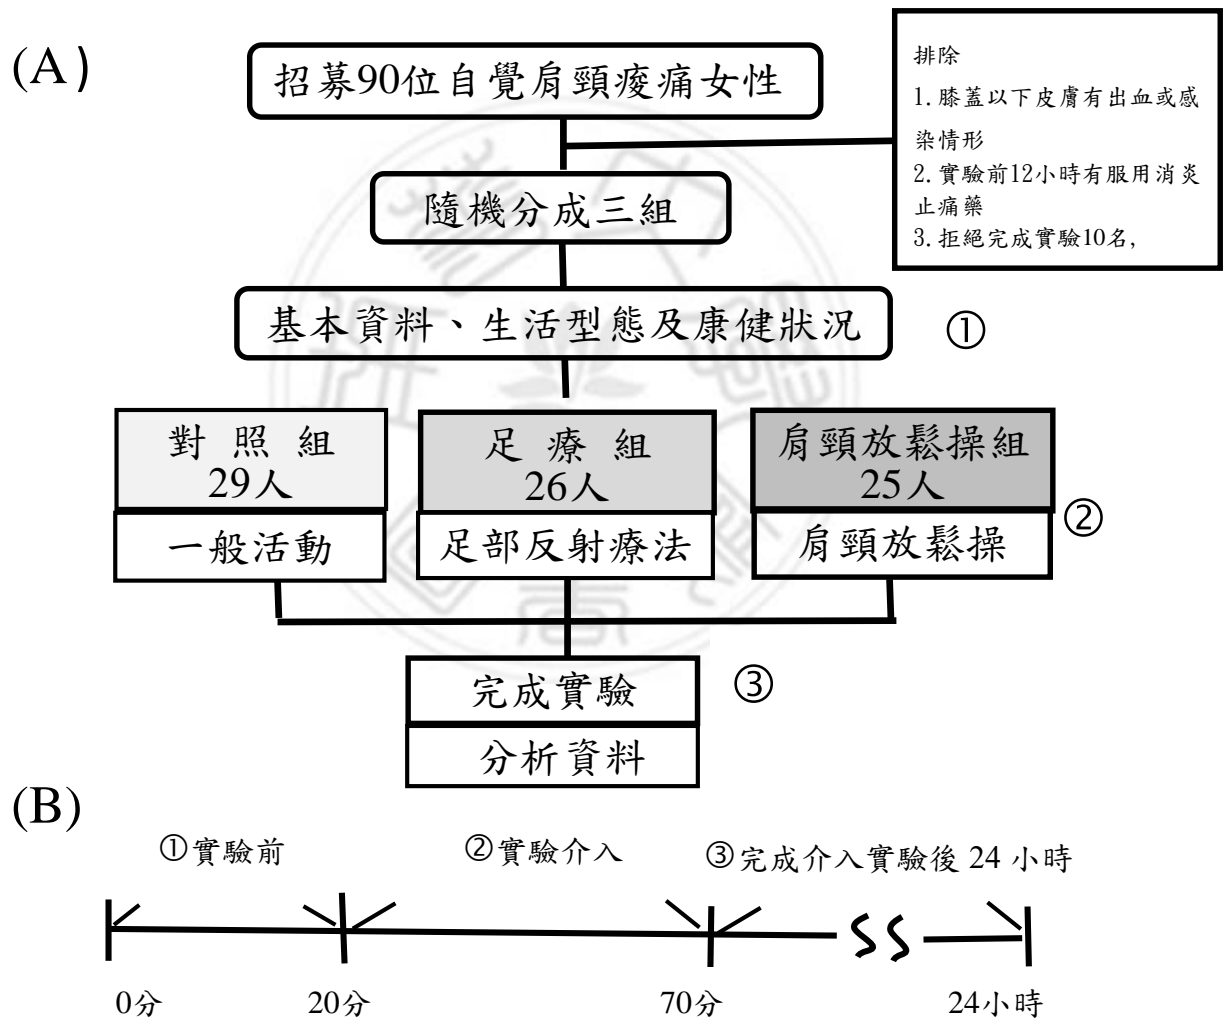 (A)
招募90位自覺肩頸痠痛女性
排除
1.膝蓋以下皮膚有出血或感
染情形
2.實驗前12小時有服用消炎
止痛藥
3.拒絕完成實驗10名,
隨機分成三組
基本資料、生活型態及康健狀況
①
對照組
29人
一般活動
足療組
26人
足部反射療法
肩頸放鬆操組
25人
肩頸放鬆操
②
完成實驗
③
分析資料
(B)
①實驗前
②實驗介入
③完成介入實驗後 24 小時
0分
20分
70分
24小時